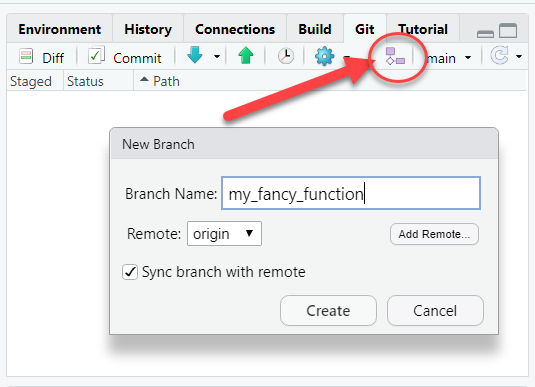 Environment History Connections Build Git Tutorial
Diff Commit main
Staged Status Path
New Branch
Branch Name: my_fancy_function
Remote: origin Add Remote...
Sync branch with remote
Create Cancel